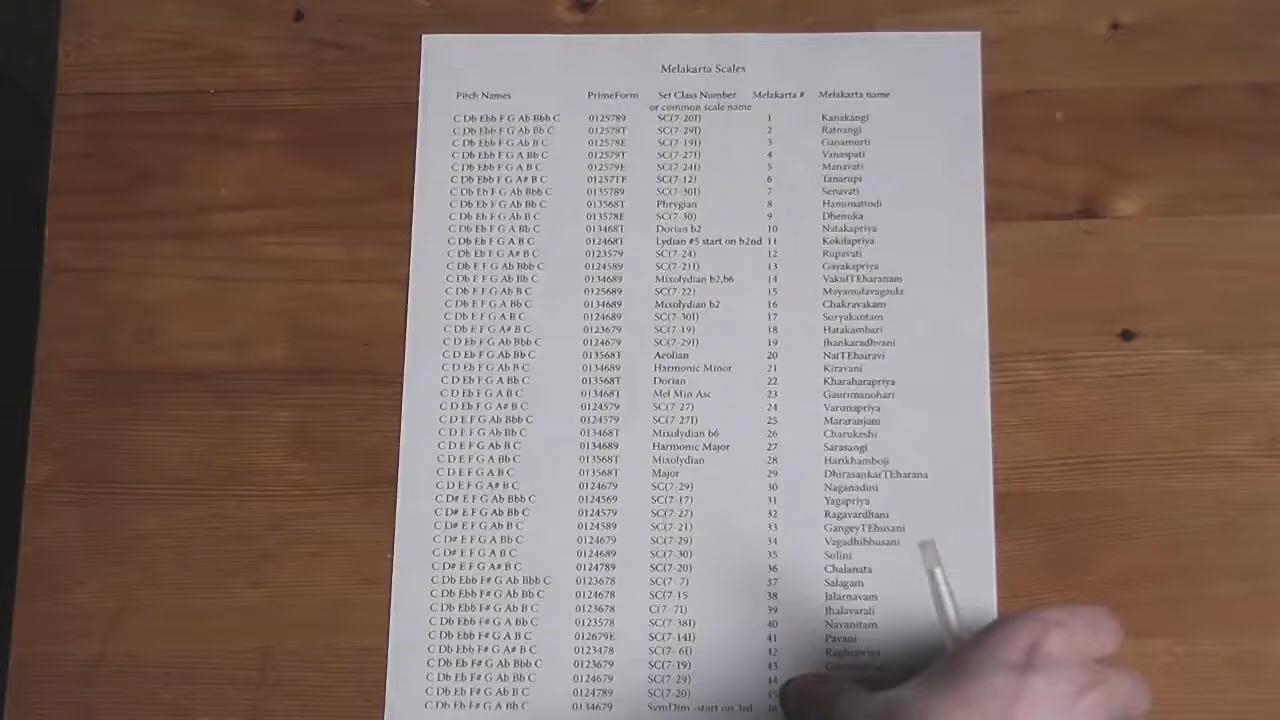 Melakarta Scales
Pitch Names PrimeForm Set Class Number Melakarta # Melakarta name
or common scale name
C Db Ebb F G Ab Bbb C 0125789 SC(7-20I) 1 Kanakangi
C Db Ebb F G Ab Bb C 012578T SC(7-29I) 2 Ratnangi
C Db Ebb F G Ab B C 012578E SC(7-19I) 3 Ganamurti
C Db Ebb F G A Bb C 012579T SC(7-27I) 4 Vanaspati
C Db Ebb F G A B C 012579E SC(7-24I) 5 Manavati
C Db Ebb F G A# B C 01257TE SC(7-12) 6 Tanarupi
C Db Eb F G Ab Bbb C 0135789 SC(7-30I) 7 Senavati
C Db Eb F G Ab Bb C 013568T Phrygian 8 Hanumattodi
C Db Eb F G Ab B C 013578E SC(7-30) 9 Dhenuka
C Db Eb F G A Bb C 013468T Dorian b2 10 Natakapriya
C Db Eb F G A B C 012468T Lydian #5 start on b2nd 11 Kokilapriya
C Db Eb F G A# B C 0123579 SC(7-24) 12 Rupavati
C Db E F G Ab Bbb C 0124589 SC(7-21I) 13 Gayakapriya
C Db E F G Ab Bb C 0134689 Mixolydian b2,b6 14 VakulTEharanam
C Db E F G Ab B C 0125689 SC(7-22) 15 Mayamalavagaula
C Db E F G A Bb C 0134689 Mixolydian b2 16 Chakravakam
C Db E F G A B C 0124689 SC(7-30I) 17 Suryakantam
C Db E F G A# B C 0123679 SC(7-19) 18 Hatakambari
C D Eb F G Ab Bbb C 0124679 SC(7-29I) 19 Jhankaradhvani
C D Eb F G Ab Bb C 013568T Aeolian 20 NatTEhairavi
C D Eb F G Ab B C 0134689 Harmonic Minor 21 Kiravani
C D Eb F G A Bb C 013568T Dorian 22 Kharaharapriya
C D Eb F G A B C 013468T Mel Min Asc 23 Gaurimanohari
C D Eb F G A# B C 0124579 SC(7-27) 24 Varunapriya
C D E F G Ab Bbb C 0124579 SC(7-27I) 25 Mararanjani
C D E F G Ab Bb C 013468T Mixolydian b6 26 Charukeshi
C D E F G Ab B C 0134689 Harmonic Major 27 Sarasangi
C D E F G A Bb C 013568T Mixolydian 28 Harikhamboji
C D E F G A B C 013568T Major 29 DhirasankarTEharana
C D E F G A# B C 0124679 SC(7-29) 30 Naganadini
C D# E F G Ab Bbb C 0124569 SC(7-17) 31 Yagapriya
C D# E F G Ab Bb C 0124579 SC(7-27) 32 Ragavardhani
C D# E F G Ab B C 0124589 SC(7-21) 33 GangeyTEhusani
C D# E F G A Bb C 0124679 SC(7-29) 34 Vagadhibhusani
C D# E F G A B C 0124689 SC(7-30) 35 Sulini
C D# E F G A# B C 0124789 SC(7-20) 36 Chalanata
C Db Ebb F# G Ab Bbb C 0123678 SC(7-7) 37 Salagam
C Db Ebb F# G Ab Bb C 0124678 SC(7-15 38 Jalarnavam
C Db Ebb F# G Ab B C 0123678 C(7-7I) 39 Jhalavarali
C Db Ebb F# G A Bb C 0123578 SC(7-38I) 40 Navanitam
C Db Ebb F# G A B C 012679E SC(7-14I) 41 Pavani
C Db Ebb F# G A# B C 0123478 SC(7-6I) 42 Raghupriya
C Db Eb F# G Ab Bbb C 0123679 SC(7-19) 43
C Db Eb F# G Ab Bb C 0124679 SC(7-29) 44
C Db Eb F# G Ab B C 0124789 SC(7-20) 45
C Db Eb F# G A Bb C 0134679 SymDim -start on 3rd